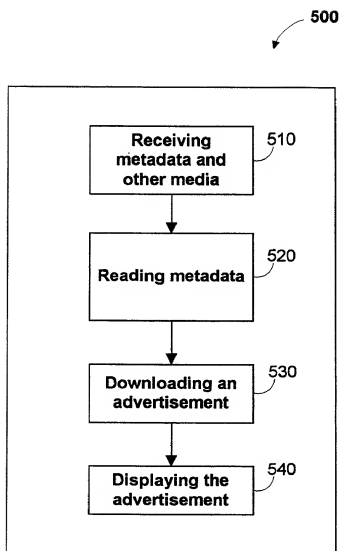 500
Receiving
metadata and
other media
510
Reading metadata
520
Downloading an
advertisement
530
Displaying the
advertisement
540